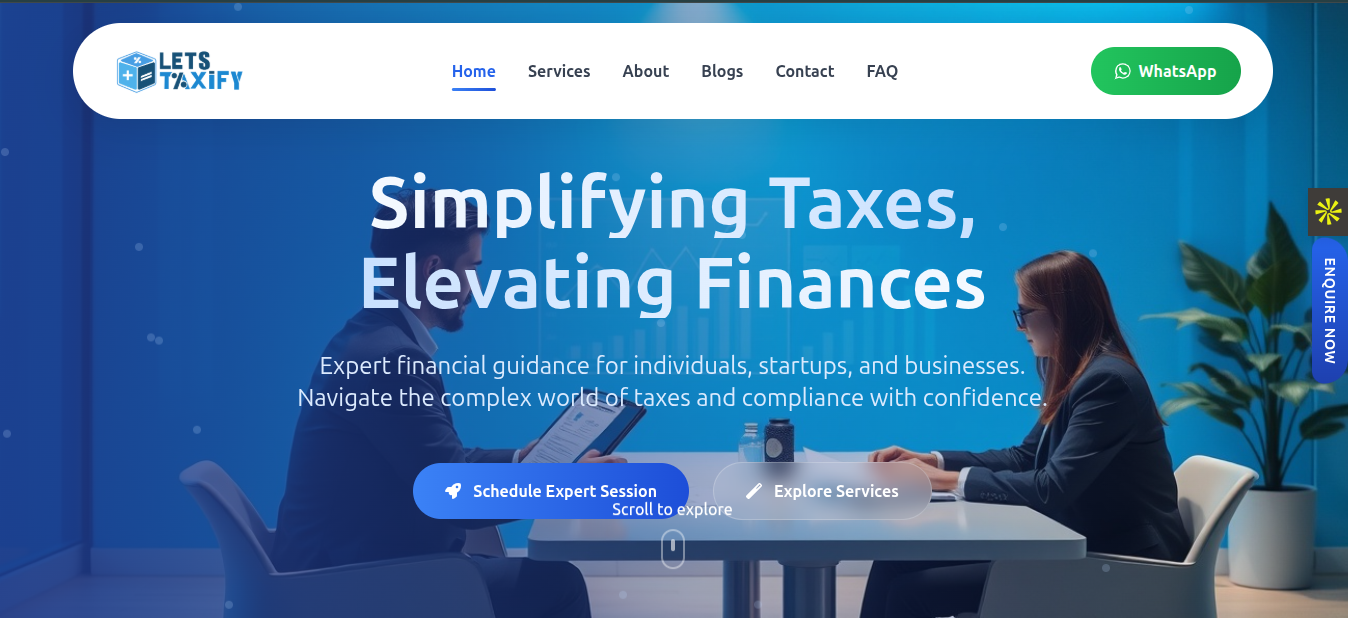 LETS
TAXiFY
Home
Services
About
Blogs
Contact
FAQ
WhatsApp
Simplifying Taxes,
Elevating Finances
Expert financial guidance for individuals, startups, and businesses.
Navigate the complex world of taxes and compliance with confidence.
Schedule Expert Session
Explore Services
Scroll to explore
ENQUIRE NOW